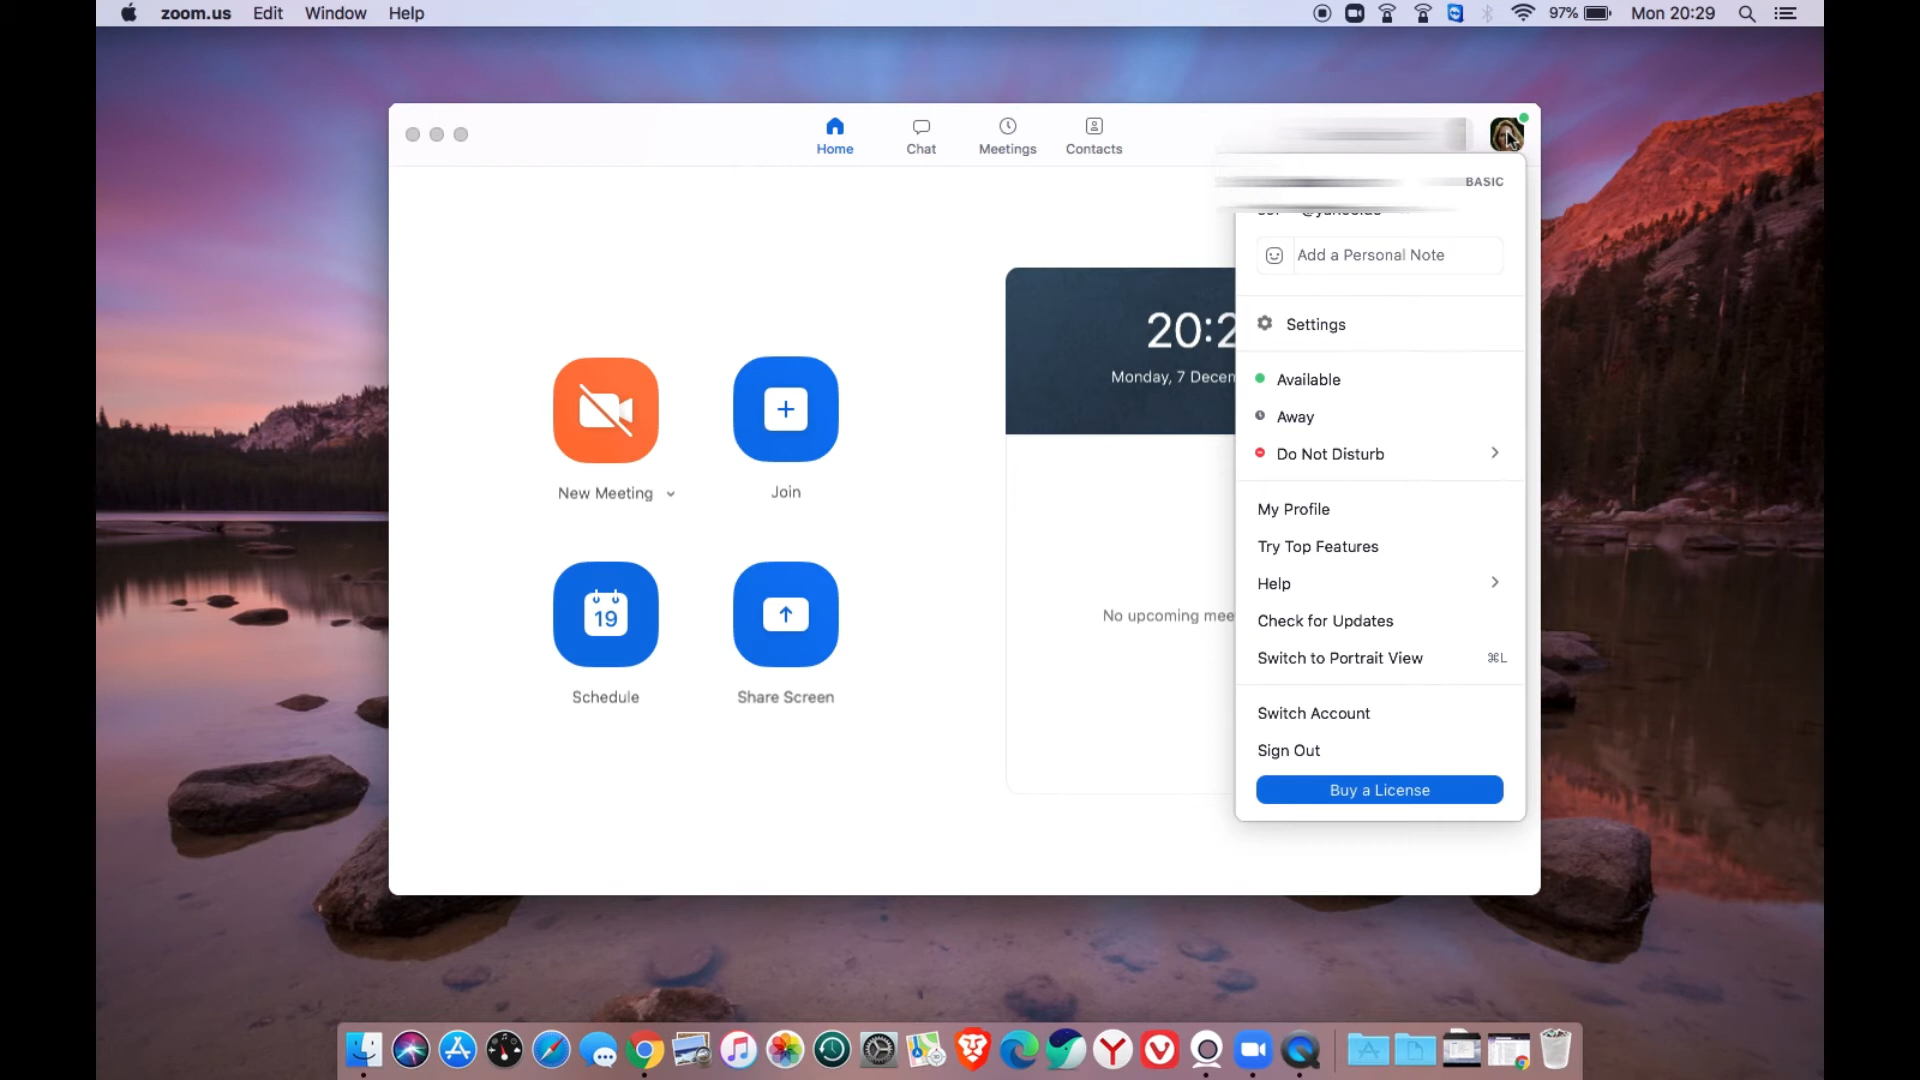 zoom.us Edit Window Help
97% Mon 20:29
Home Chat Meetings Contacts
BASIC
Add a Personal Note
Settings
20:2
Monday, 7 Decem
Available
Away
Do Not Disturb
New Meeting
Join
My Profile
Try Top Features
Help
19
No upcoming mee
Check for Updates
Switch to Portrait View ⌘L
Schedule
Share Screen
Switch Account
Sign Out
Buy a License